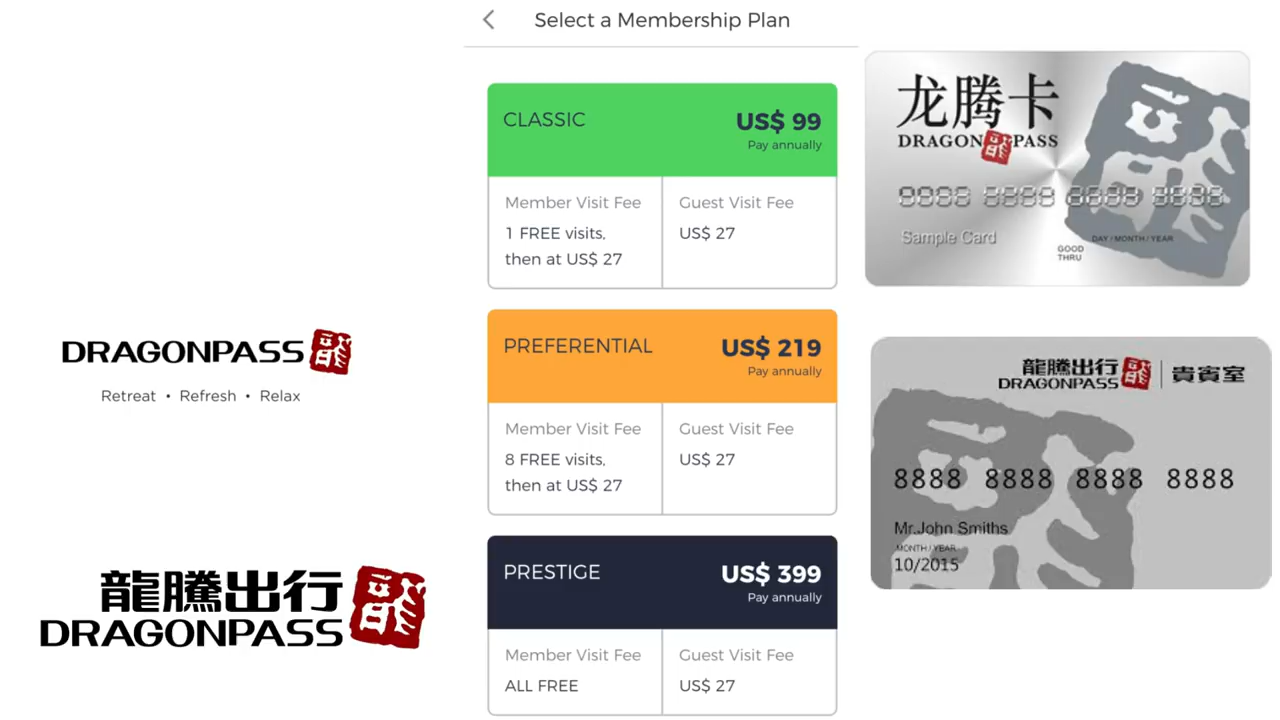 Select a Membership Plan
CLASSIC
US$ 99
Pay annually
Member Visit Fee
1 FREE visits,
then at US$ 27
Guest Visit Fee
US$ 27
PREFERENTIAL
US$ 219
Pay annually
Member Visit Fee
8 FREE visits,
then at US$ 27
Guest Visit Fee
US$ 27
PRESTIGE
US$ 399
Pay annually
Member Visit Fee
ALL FREE
Guest Visit Fee
US$ 27
DRAGONPASS
Retreat • Refresh • Relax
龍騰出行
DRAGONPASS
龙腾卡
DRAGON PASS
8888 8888 8888 8888
Sample Card
DAY / MONTH / YEAR
GOOD
THRU
龍騰出行
DRAGONPASS
貴賓室
8888 8888 8888 8888
Mr.John Smiths
MONTH / YEAR
10/2015